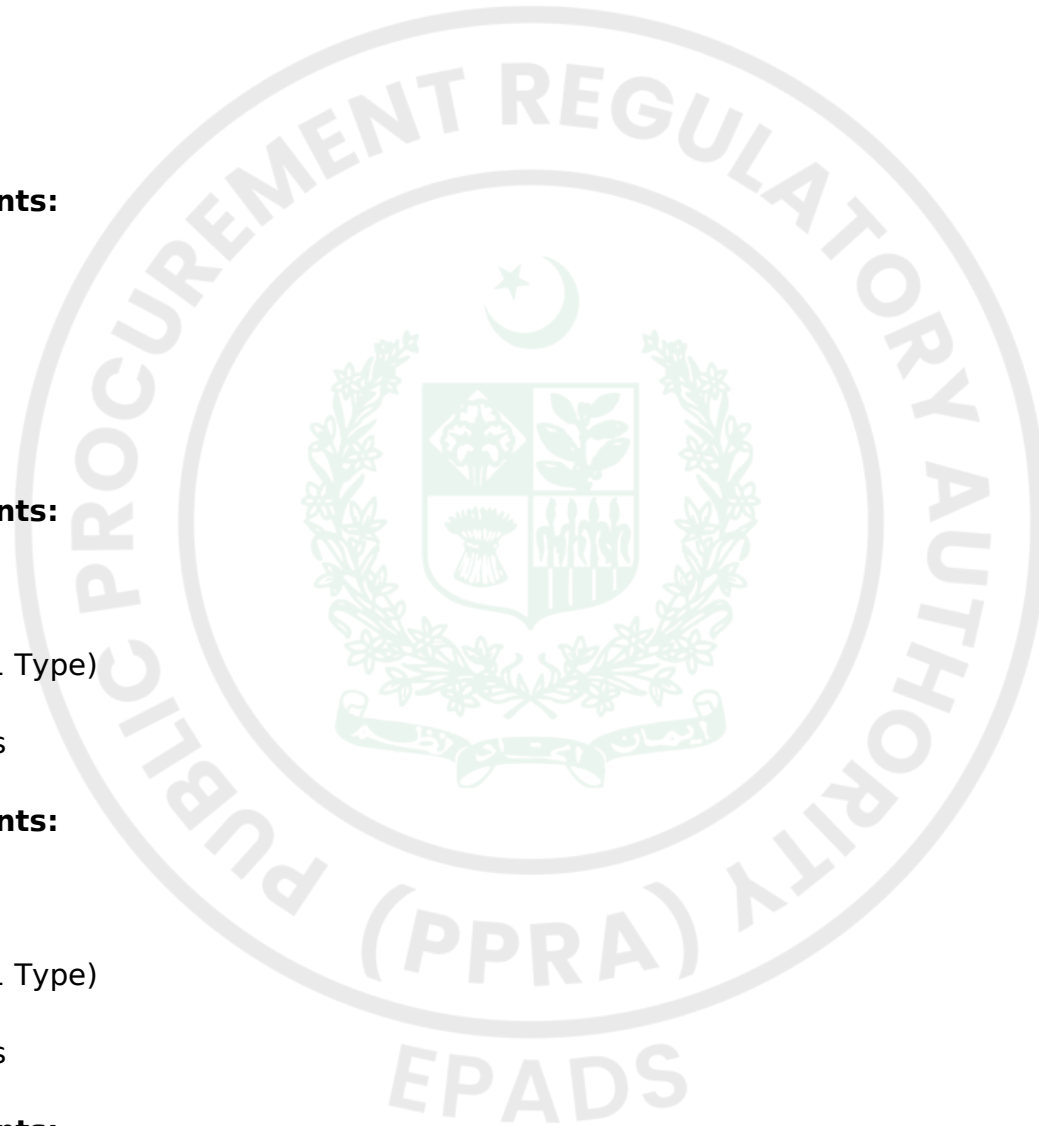 PUBLIC PROCUREMENT REGULATORY AUTHORITY
nts:
nts:
. Type)
s
nts:
(PPRA)
. Type)
s
EPADS